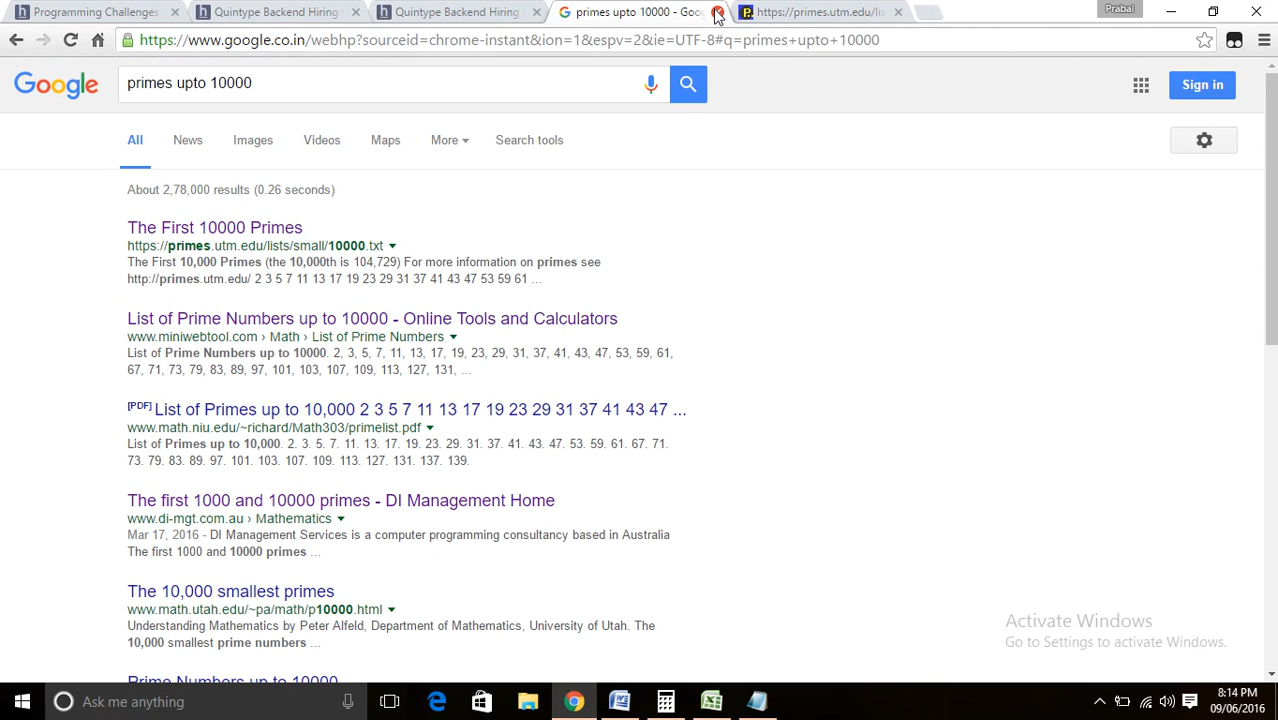 Programming Challenges
Quintype Backend Hiring
Quintype Backend Hiring
primes upto 10000 - Goo
https://primes.utm.edu/lis
Prabal
https://www.google.co.in/webhp?sourceid=chrome-instant&ion=1&espv=2&ie=UTF-8#q=primes+upto+10000
Google
primes upto 10000
Sign in
All
News
Images
Videos
Maps
More
Search tools
About 2,78,000 results (0.26 seconds)
The First 10000 Primes
https://primes.utm.edu/lists/small/10000.txt
The First 10,000 Primes (the 10,000th is 104,729) For more information on primes see
http://primes.utm.edu/ 2 3 5 7 11 13 17 19 23 29 31 37 41 43 47 53 59 61 ...
List of Prime Numbers up to 10000 - Online Tools and Calculators
www.miniwebtool.com › Math › List of Prime Numbers
List of Prime Numbers up to 10000. 2, 3, 5, 7, 11, 13, 17, 19, 23, 29, 31, 37, 41, 43, 47, 53, 59, 61,
67, 71, 73, 79, 83, 89, 97, 101, 103, 107, 109, 113, 127, 131, ...
[PDF] List of Primes up to 10,000 2 3 5 7 11 13 17 19 23 29 31 37 41 43 47 ...
www.math.niu.edu/~richard/Math303/primelist.pdf
List of Primes up to 10,000. 2. 3. 5. 7. 11. 13. 17. 19. 23. 29. 31. 37. 41. 43. 47. 53. 59. 61. 67. 71.
73. 79. 83. 89. 97. 101. 103. 107. 109. 113. 127. 131. 137. 139.
The first 1000 and 10000 primes - DI Management Home
www.di-mgt.com.au › Mathematics
Mar 17, 2016 - DI Management Services is a computer programming consultancy based in Australia
The first 1000 and 10000 primes ...
The 10,000 smallest primes
www.math.utah.edu/~pa/math/p10000.html
Understanding Mathematics by Peter Alfeld, Department of Mathematics, University of Utah. The
10,000 smallest prime numbers ...
Prime Numbers up to 10000
Activate Windows
Go to Settings to activate Windows.
Ask me anything
8:14 PM
09/06/2016